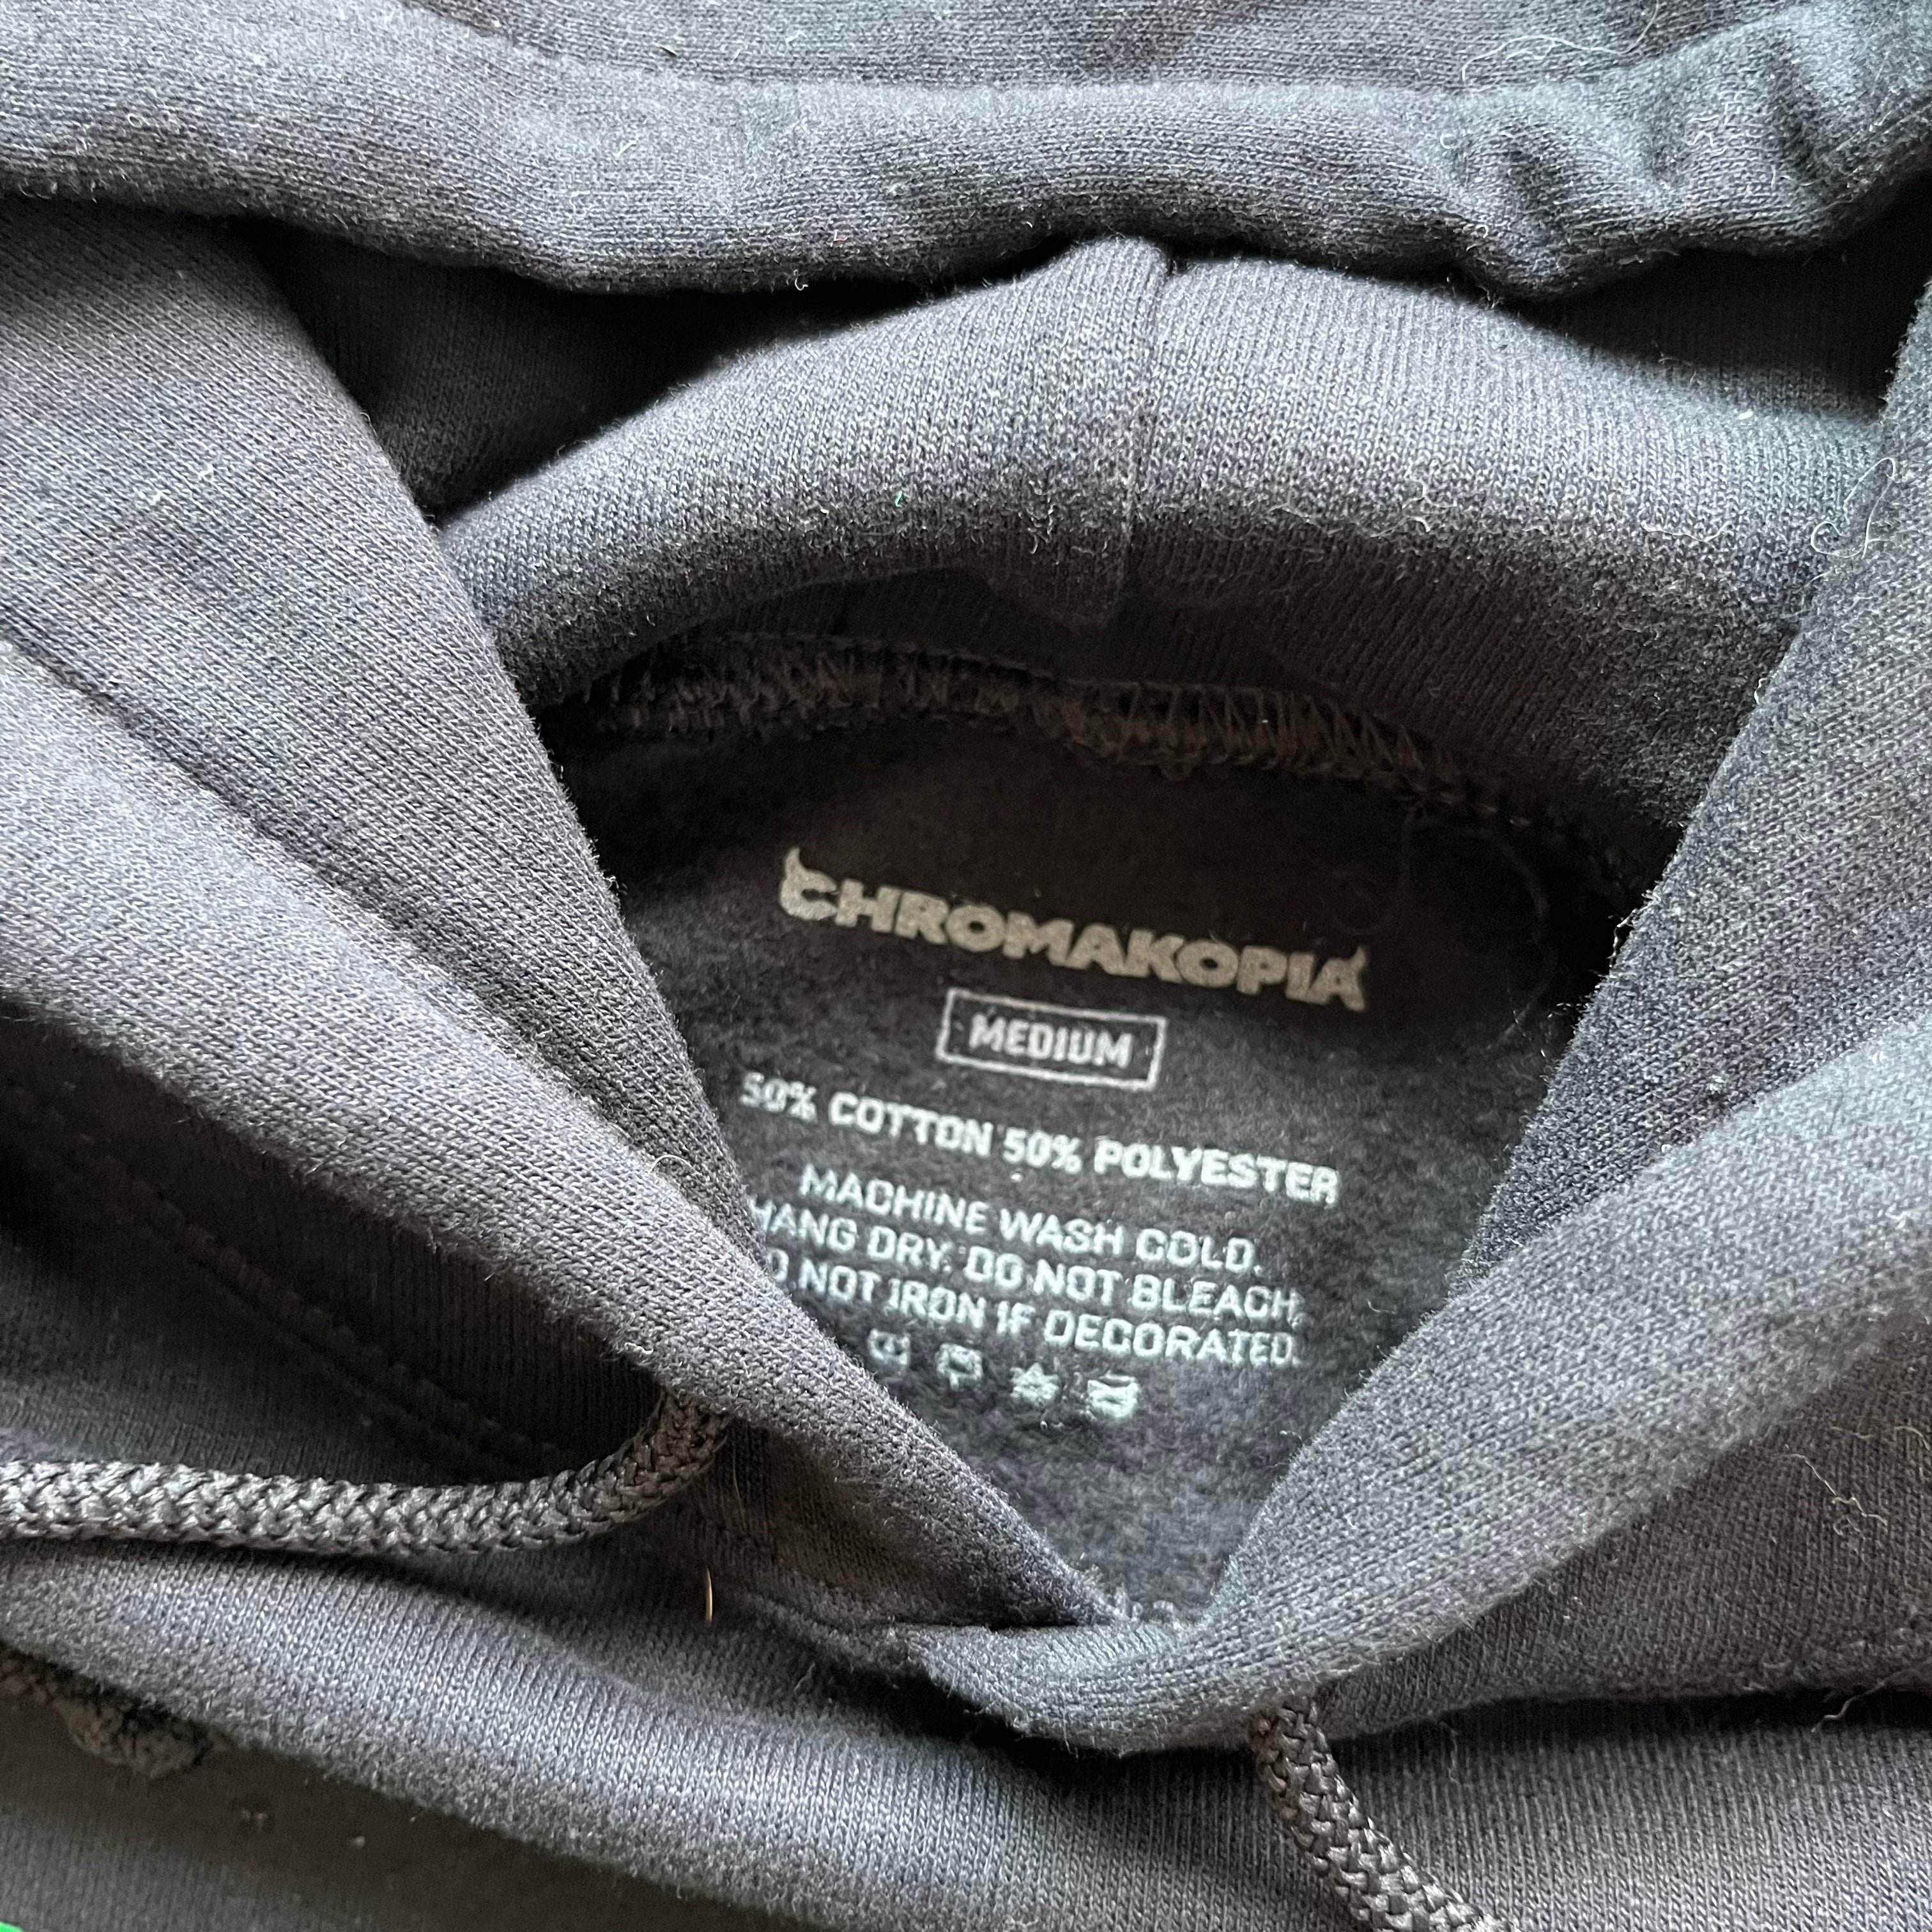 CHROMAKOPIA
MEDIUM
50% COTTON 50% POLYESTER
MACHINE WASH COLD.
HANG DRY. DO NOT BLEACH.
DO NOT IRON IF DECORATED.